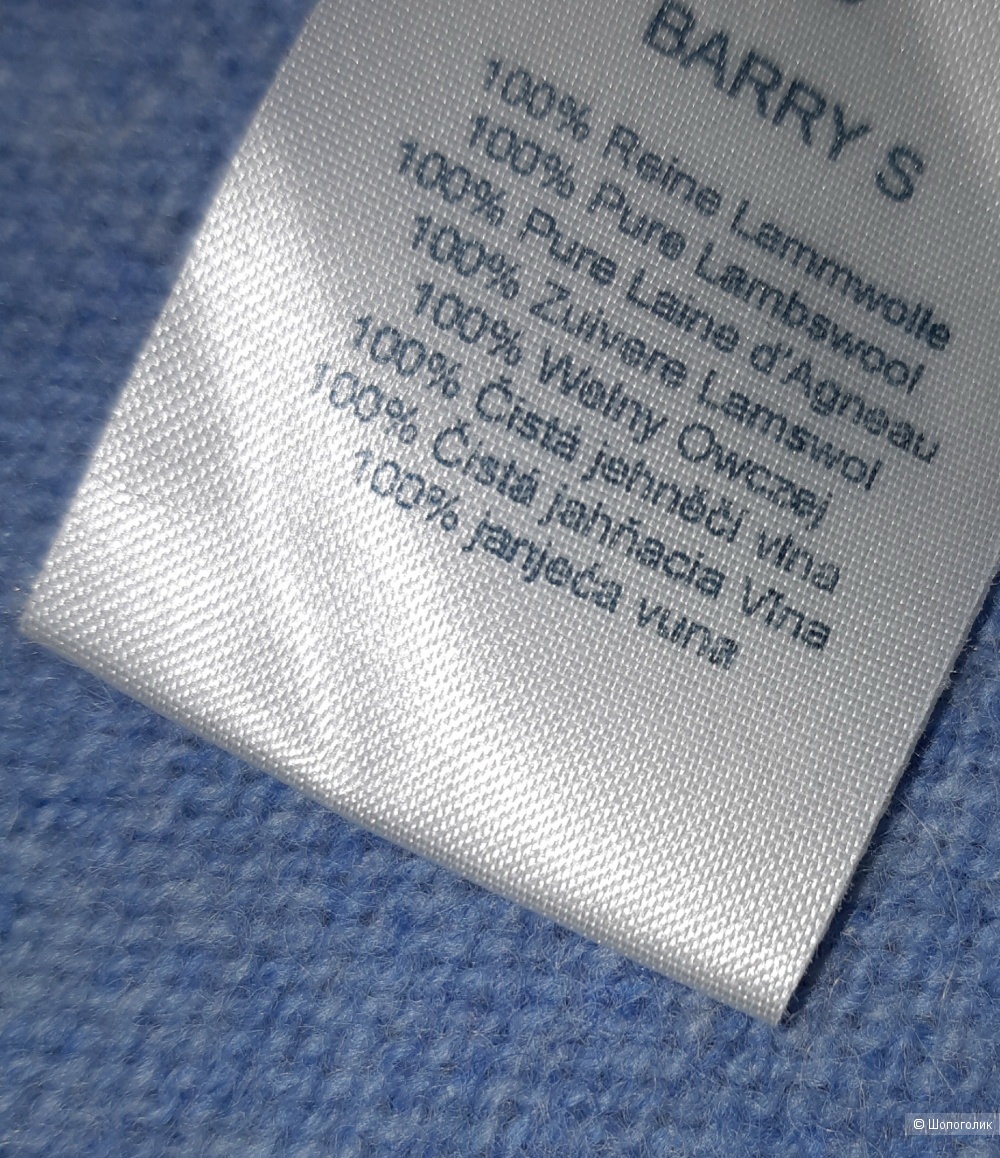 BARRY S
100% Reine Lammwolle
100% Pure Lambswool
100% Pure Laine d'Agneau
100% Zuivere Lamswol
100% Welny Owczej
100% Čistá jehněčí vlna
100% Čistá jahňacia Vlna
100% janjeća vuna
© Шопоголик